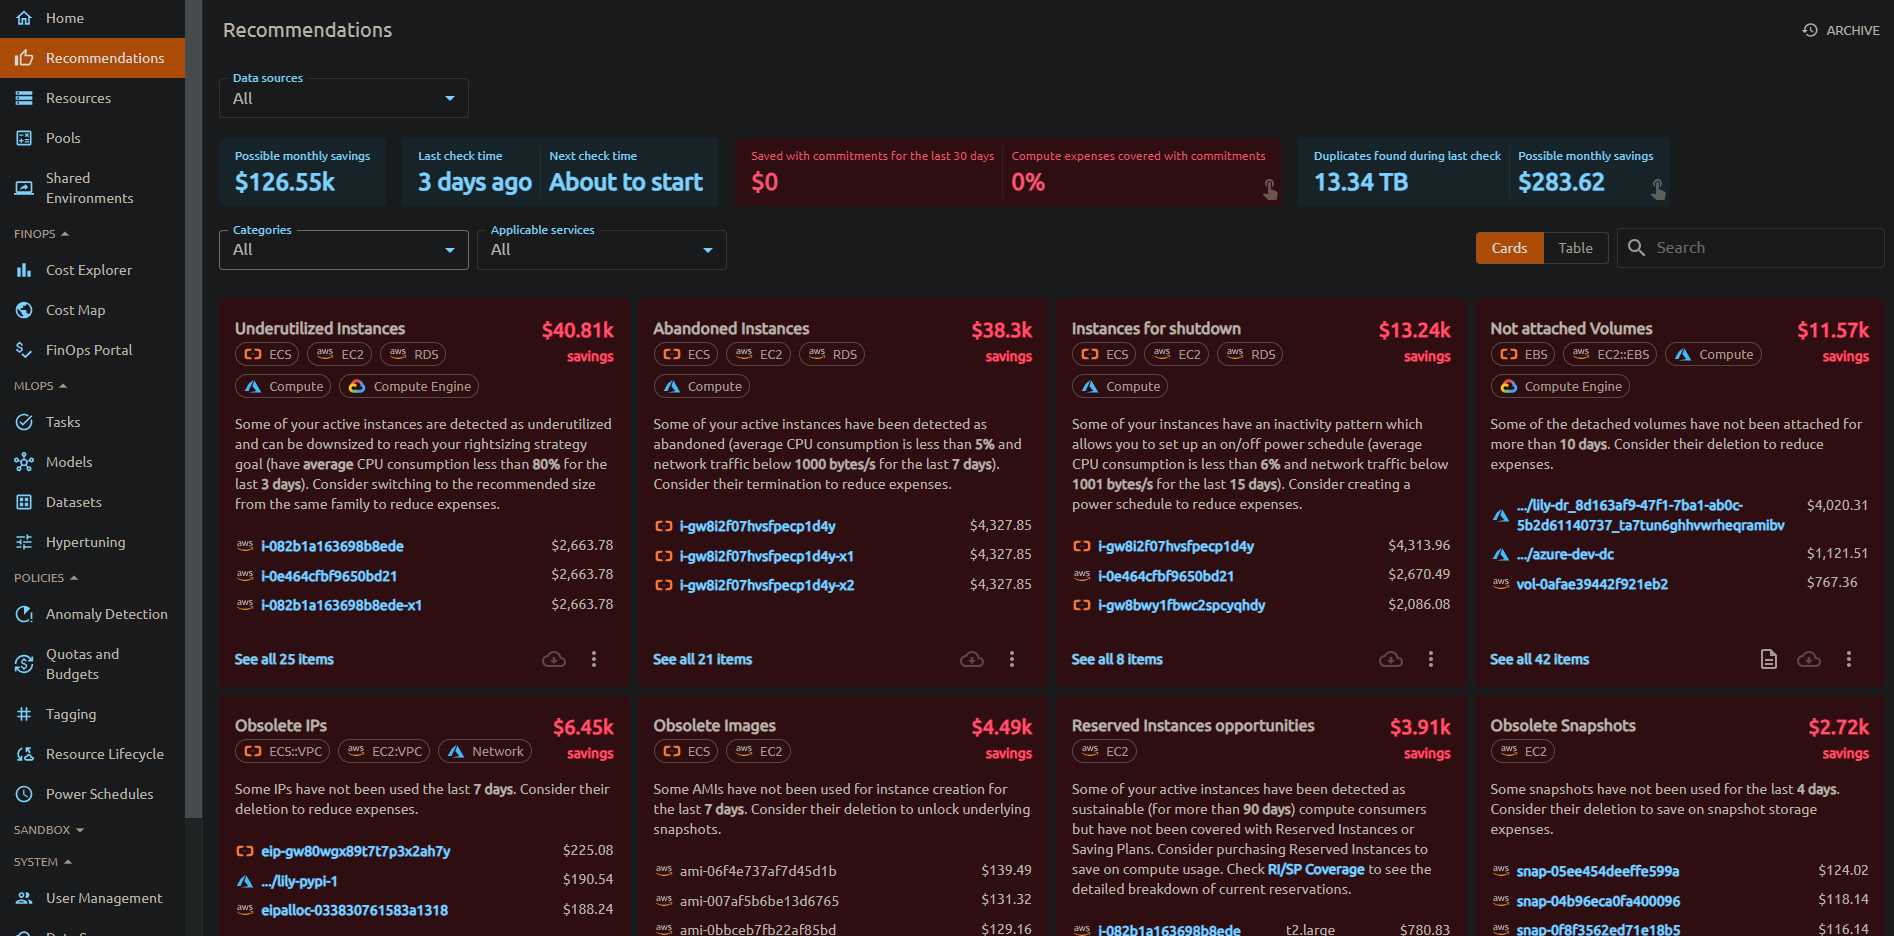 Home
Recommendations
Resources
Pools
Shared
Environments
FINOPS
Cost Explorer
Cost Map
FinOps Portal
MLOPS
Tasks
Models
Datasets
Hypertuning
POLICIES
Anomaly Detection
Quotas and
Budgets
Tagging
Resource Lifecycle
Power Schedules
SANDBOX
SYSTEM
User Management
Recommendations
ARCHIVE
Data sources
All
Possible monthly savings
$126.55k
Last check time
3 days ago
Next check time
About to start
Saved with commitments for the last 30 days
$0
Compute expenses covered with commitments
0%
Duplicates found during last check
13.34 TB
Possible monthly savings
$283.62
Categories
All
Applicable services
All
Cards
Table
Search
Underutilized Instances
$40.81k
savings
ECS
aws EC2
aws RDS
Compute
Compute Engine
Some of your active instances are detected as underutilized
and can be downsized to reach your rightsizing strategy
goal (have average CPU consumption less than 80% for the
last 3 days). Consider switching to the recommended size
from the same family to reduce expenses.
aws i-082b1a163698b8ede $2,663.78
aws i-0e464cfbf9650bd21 $2,663.78
aws i-082b1a163698b8ede-x1 $2,663.78
See all 25 items
Abandoned Instances
$38.3k
savings
ECS
aws EC2
aws RDS
Compute
Some of your active instances have been detected as
abandoned (average CPU consumption is less than 5% and
network traffic below 1000 bytes/s for the last 7 days).
Consider their termination to reduce expenses.
i-gw8i2f07hvsfpecp1d4y $4,327.85
i-gw8i2f07hvsfpecp1d4y-x1 $4,327.85
i-gw8i2f07hvsfpecp1d4y-x2 $4,327.85
See all 21 items
Instances for shutdown
$13.24k
savings
ECS
aws EC2
aws RDS
Compute
Some of your instances have an inactivity pattern which
allows you to set up an on/off power schedule (average
CPU consumption is less than 6% and network traffic below
1001 bytes/s for the last 15 days). Consider creating a
power schedule to reduce expenses.
i-gw8i2f07hvsfpecp1d4y $4,313.96
aws i-0e464cfbf9650bd21 $2,670.49
i-gw8bwy1fbwc2spcyqhdy $2,086.08
See all 8 items
Not attached Volumes
$11.57k
savings
EBS
aws EC2::EBS
Compute
Compute Engine
Some of the detached volumes have not been attached for
more than 10 days. Consider their deletion to reduce
expenses.
.../lily-dr_8d163af9-47f1-7ba1-ab0c- $4,020.31
5b2d61140737_ta7tun6ghhvwrheqramibv
.../azure-dev-dc $1,121.51
aws vol-0afae39442f921eb2 $767.36
See all 42 items
Obsolete IPs
$6.45k
savings
ECS::VPC
aws EC2:VPC
Network
Some IPs have not been used the last 7 days. Consider their
deletion to reduce expenses.
eip-gw80wgx89t7t7p3x2ah7y $225.08
.../lily-pypi-1 $190.54
aws eipalloc-033830761583a1318 $188.24
Obsolete Images
$4.49k
savings
ECS
aws EC2
Some AMIs have not been used for instance creation for
the last 7 days. Consider their deletion to unlock underlying
snapshots.
aws ami-06f4e737af7d45d1b $139.49
aws ami-007af5b6be13d6765 $131.32
aws ami-0bbceb7fb22af85bd $129.16
Reserved Instances opportunities
$3.91k
savings
aws EC2
Some of your active instances have been detected as
sustainable (for more than 90 days) compute consumers
but have not been covered with Reserved Instances or
Saving Plans. Consider purchasing Reserved Instances to
save on compute usage. Check RI/SP Coverage to see the
detailed breakdown of current reservations.
aws i-082b1a163698b8ede t2.large $780.83
Obsolete Snapshots
$2.72k
savings
aws EC2
Some snapshots have not been used for the last 4 days.
Consider their deletion to save on snapshot storage
expenses.
aws snap-05ee454deeffe599a $124.02
aws snap-04b96eca0fa400096 $118.14
aws snap-0f8f3562ed71e18b5 $116.14